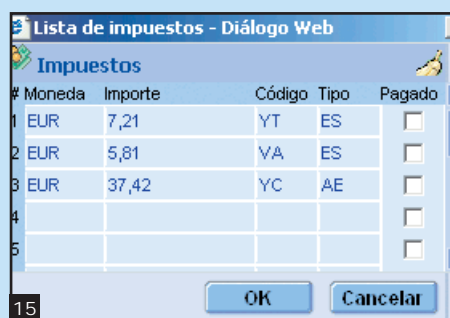 Lista de impuestos - Diálogo Web
Impuestos
# Moneda Importe Código Tipo Pagado
1 EUR 7,21 YT ES
2 EUR 5,81 VA ES
3 EUR 37,42 YC AE
4
5
OK Cancelar
15